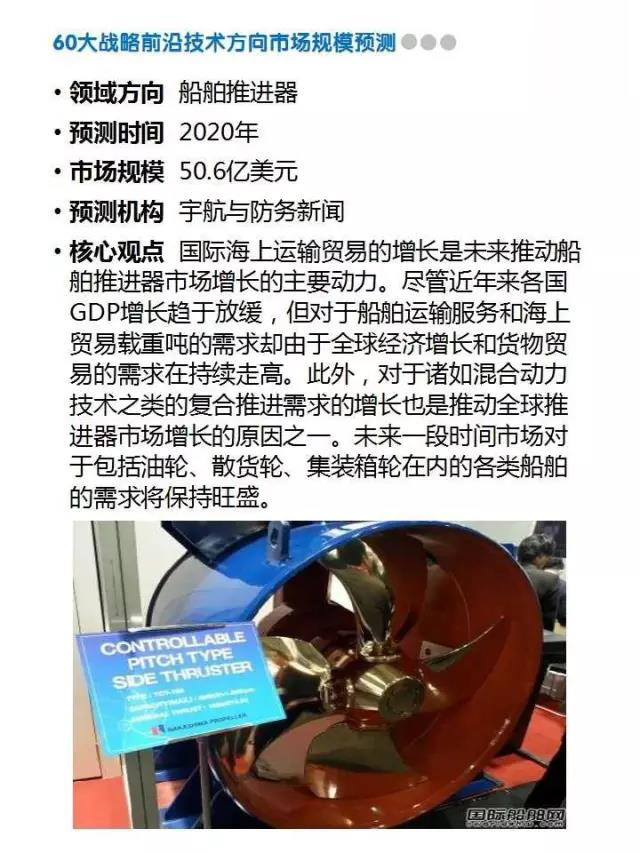 60大战略前沿技术方向市场规模预测
• 领域方向 船舶推进器
• 预测时间 2020年
• 市场规模 50.6亿美元
• 预测机构 宇航与防务新闻
• 核心观点 国际海上运输贸易的增长是未来推动船
舶推进器市场增长的主要动力。尽管近年来各国
GDP增长趋于放缓，但对于船舶运输服务和海上
贸易载重吨的需求却由于全球经济增长和货物贸
易的需求在持续走高。此外，对于诸如混合动力
技术之类的复合推进需求的增长也是推动全球推
进器市场增长的原因之一。未来一段时间市场对
于包括油轮、散货轮、集装箱轮在内的各类船舶
的需求将保持旺盛。
CONTROLLABLE
PITCH TYPE
SIDE THRUSTER
NAKASHIMA PROPELLER
国际船舶网